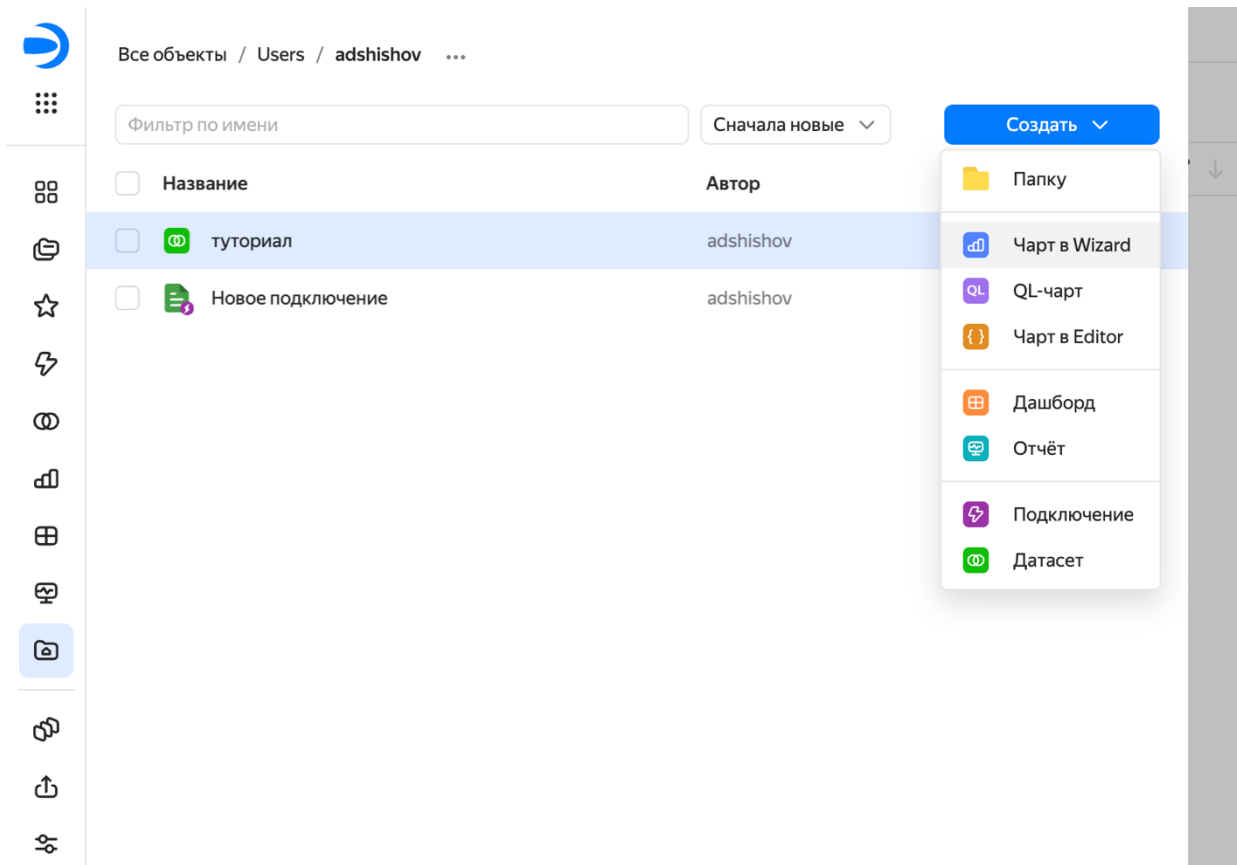 Все объекты / Users / adshishov ...
Фильтр по имени
Сначала новые
Создать
Название
Автор
туториал
adshishov
Новое подключение
adshishov
Папку
Чарт в Wizard
QL QL-чарт
Чарт в Editor
Дашборд
Отчёт
Подключение
Датасет